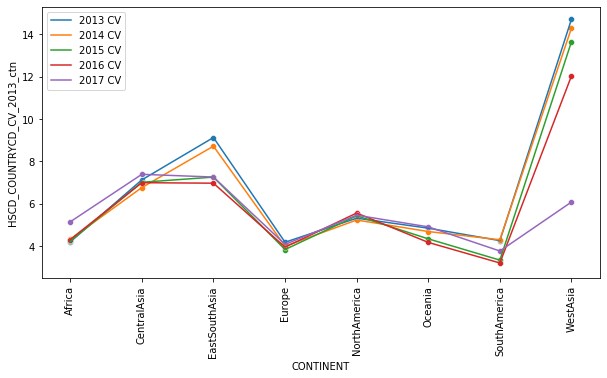 2013 CV
2014 CV
2015 CV
2016 CV
2017 CV
14
12
10
8
6
4
HSCD_COUNTRYCD_CV_2013_ctn
Africa
CentralAsia
EastSouthAsia
Europe
NorthAmerica
Oceania
SouthAmerica
WestAsia
CONTINENT